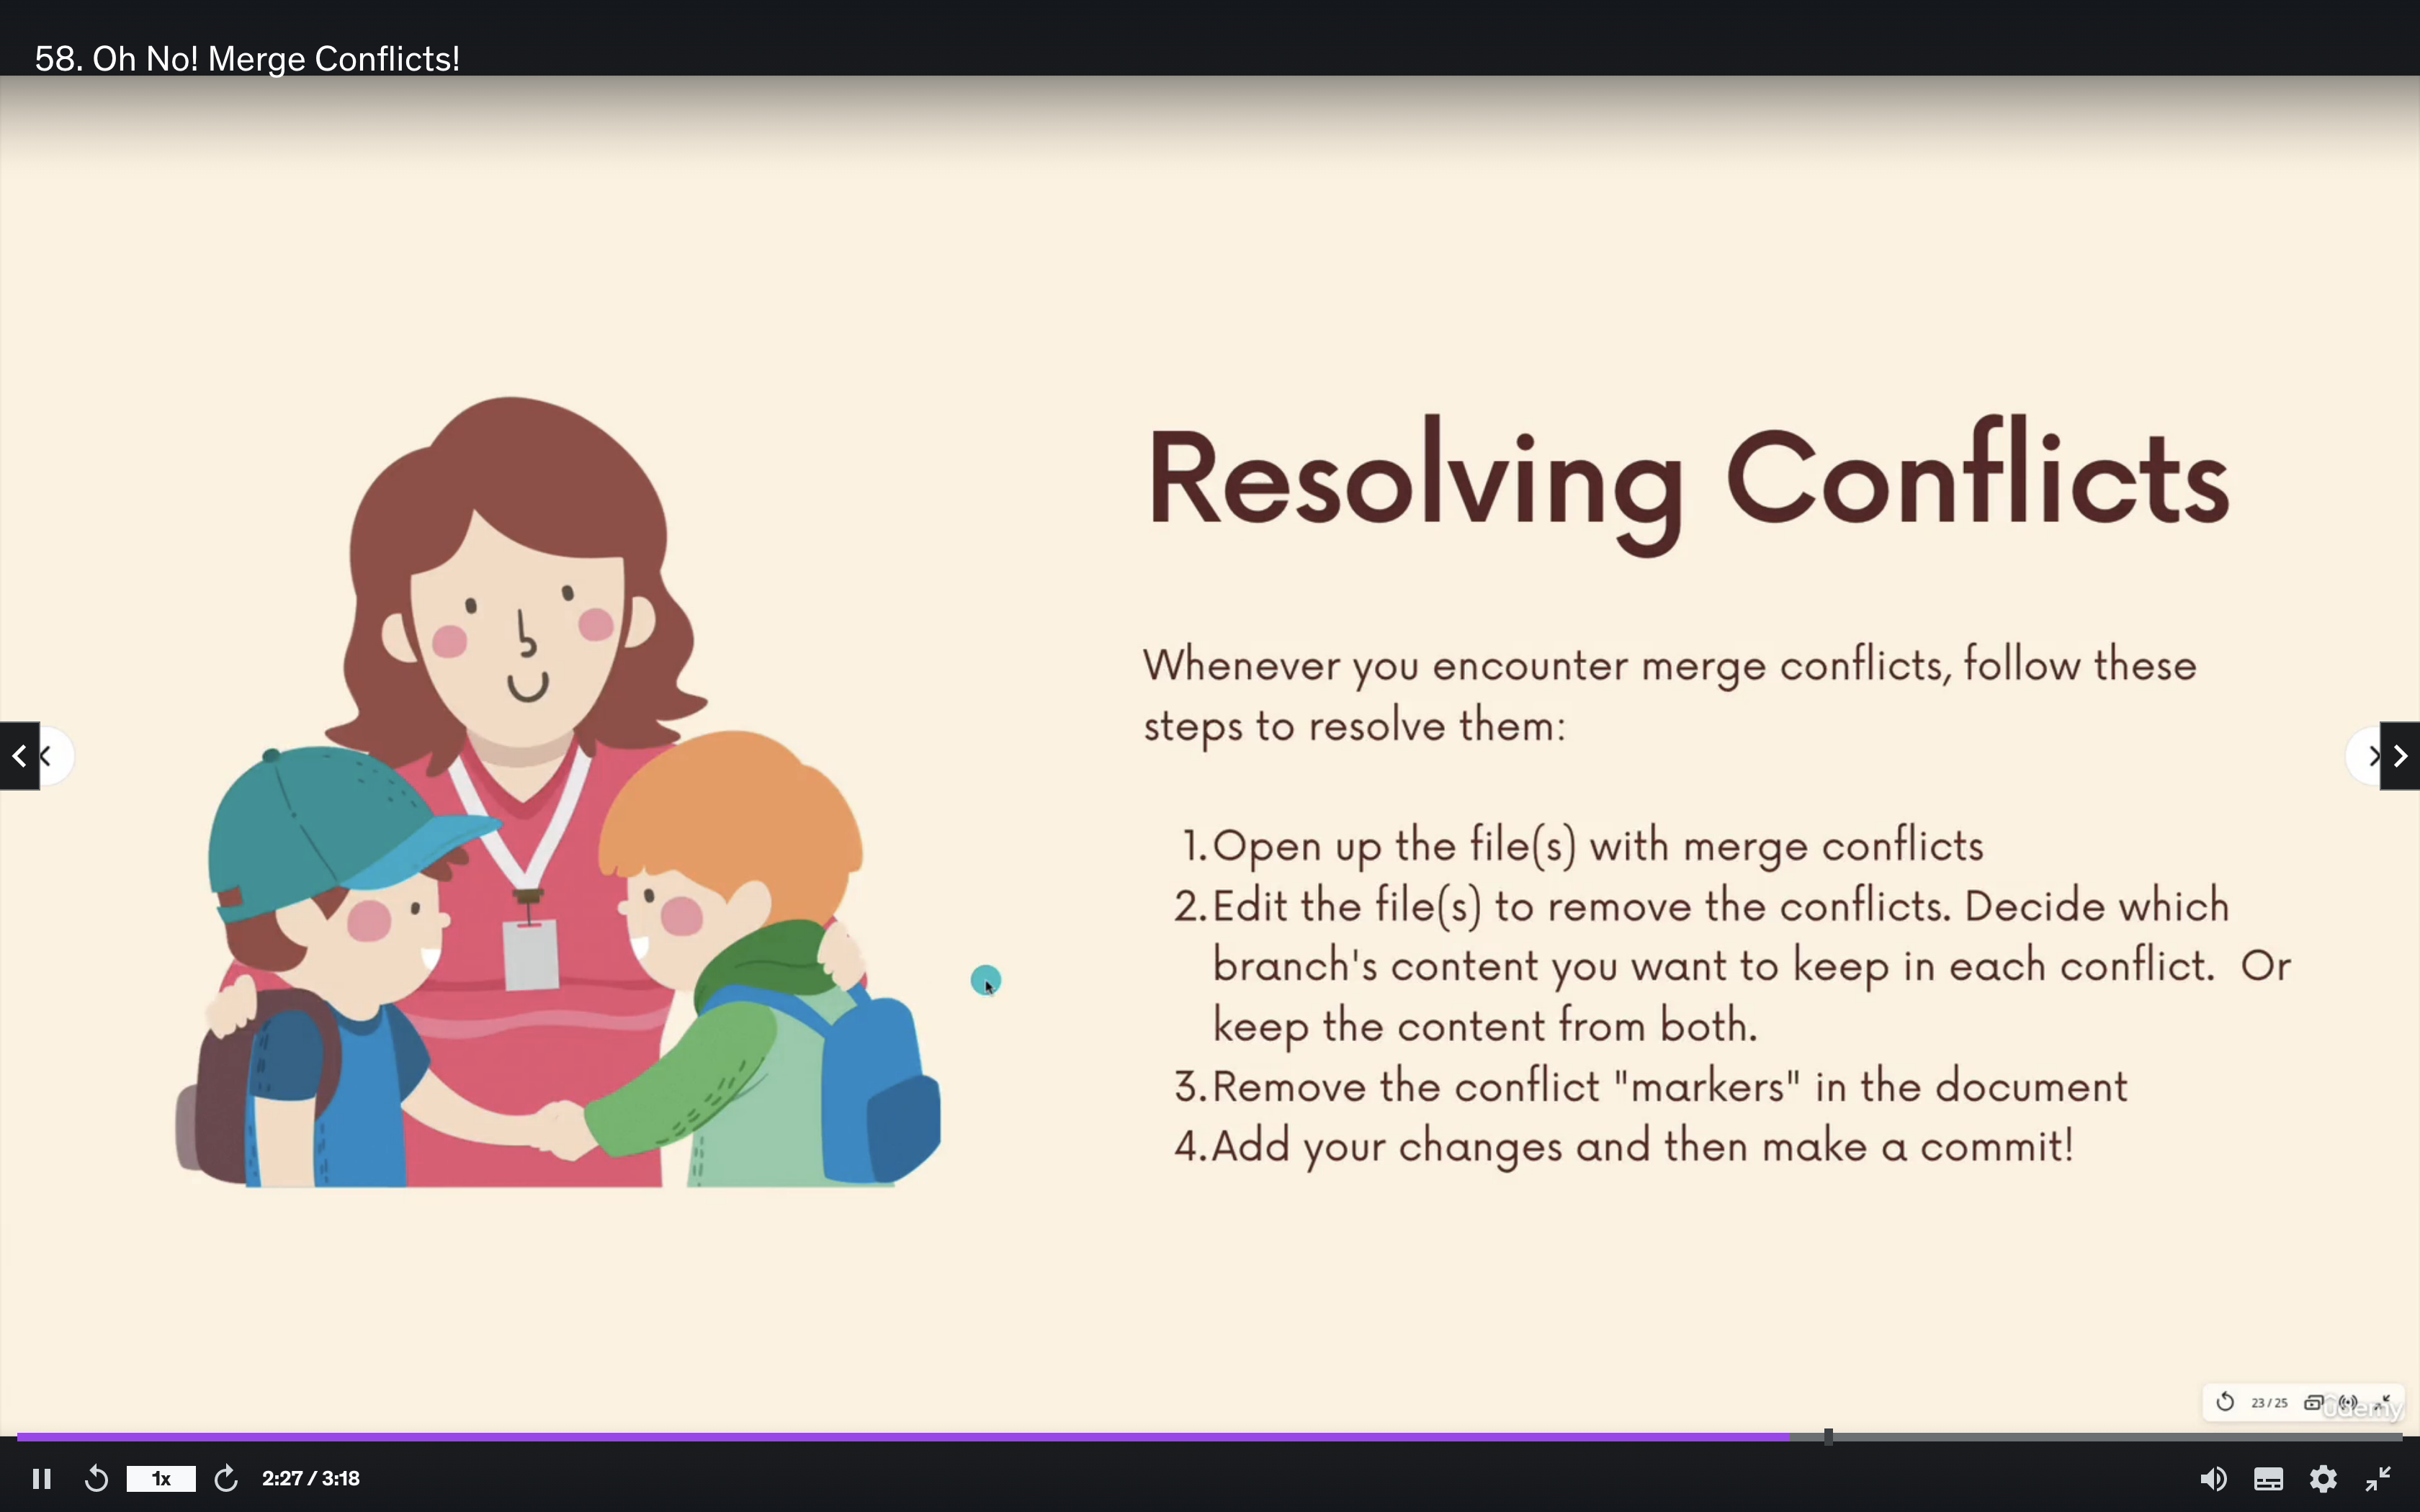 58. Oh No! Merge Conflicts!
Resolving Conflicts
Whenever you encounter merge conflicts, follow these
steps to resolve them:
1. Open up the file(s) with merge conflicts
2. Edit the file(s) to remove the conflicts. Decide which
branch's content you want to keep in each conflict. Or
keep the content from both.
3. Remove the conflict "markers" in the document
4. Add your changes and then make a commit!
23 / 25
udemy
1x
2:27 / 3:18